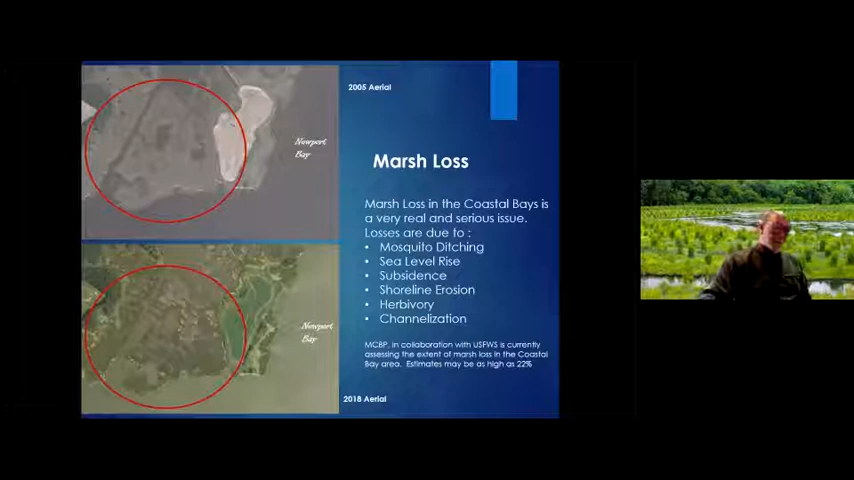 2005 Aerial
Newport
Bay
Marsh Loss
Marsh Loss in the Coastal Bays is
a very real and serious issue.
Losses are due to :
• Mosquito Ditching
• Sea Level Rise
• Subsidence
• Shoreline Erosion
• Herbivory
• Channelization
Newport
Bay
MCBP, in collaboration with USFWS is currently
assessing the extent of marsh loss in the Coastal
Bay area. Estimates may be as high as 22%
2018 Aerial